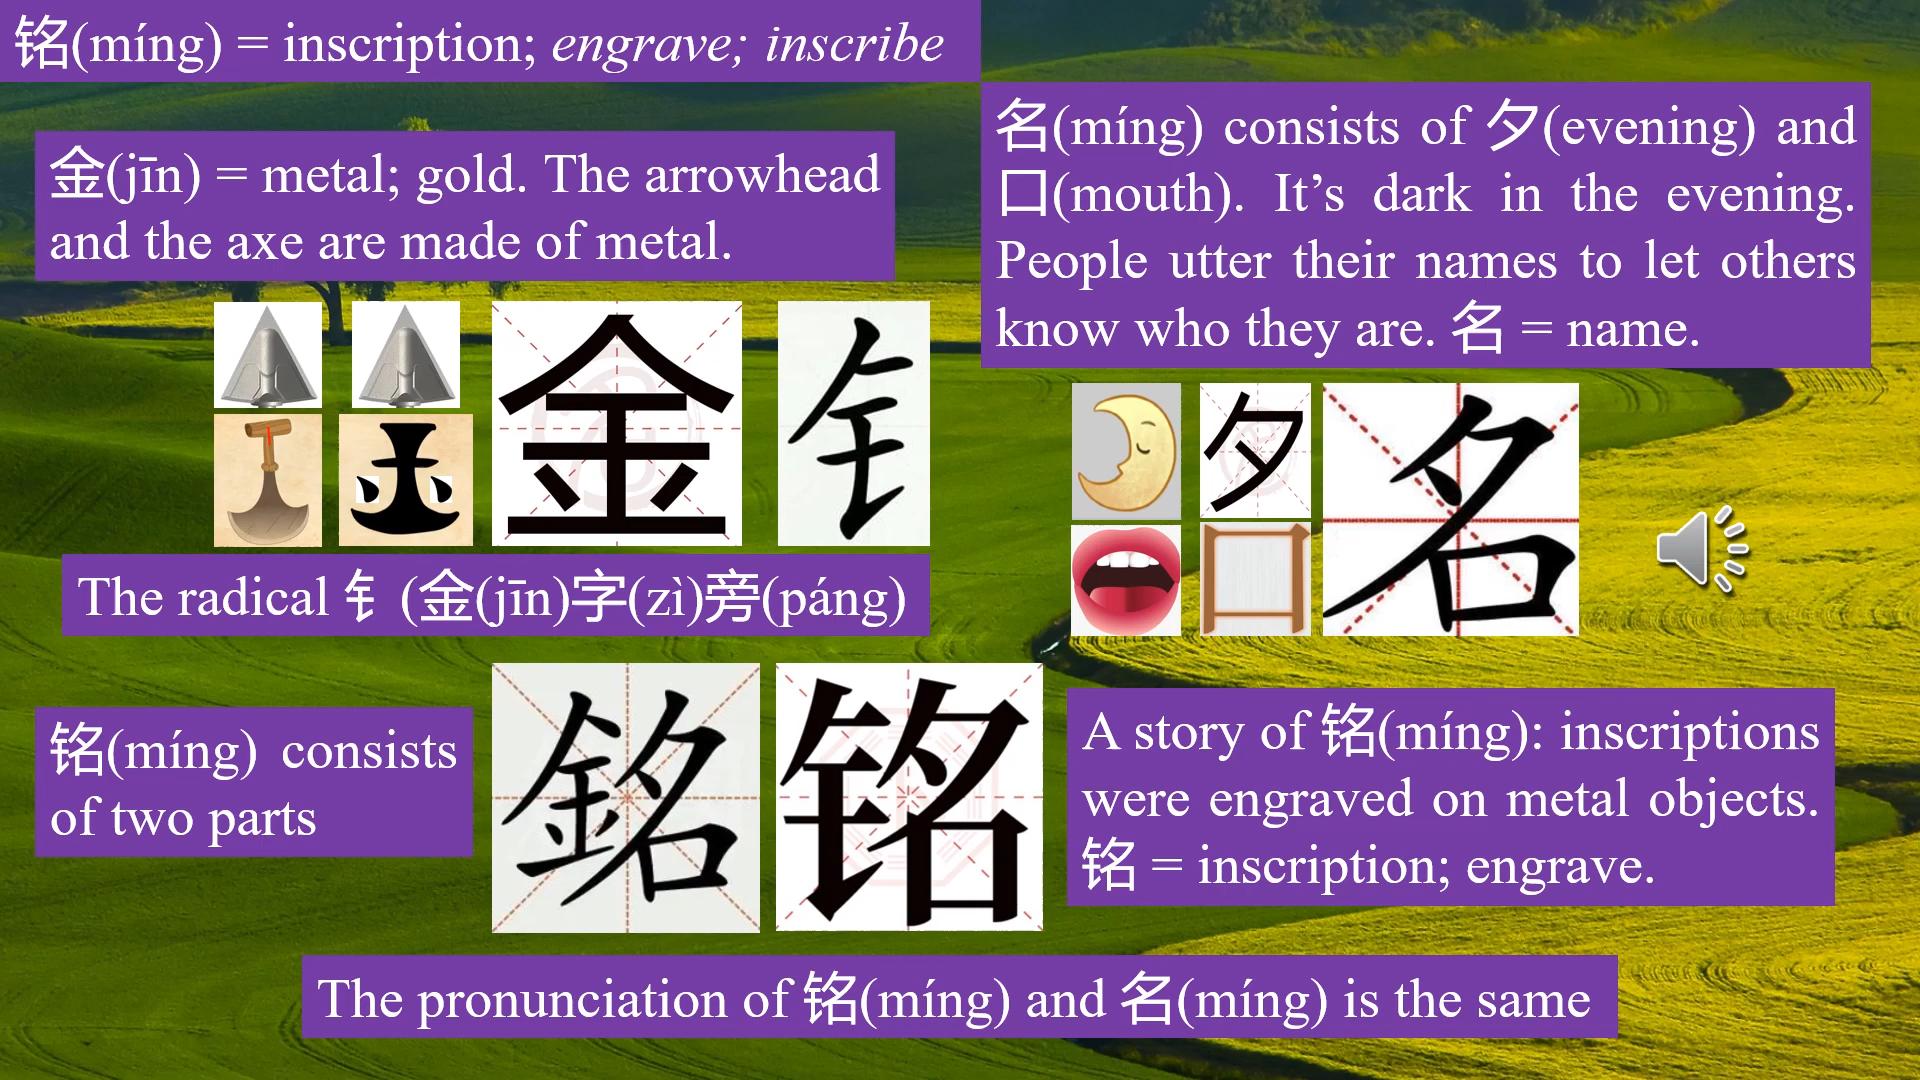 铭(míng) = inscription; engrave; inscribe
金(jīn) = metal; gold. The arrowhead
and the axe are made of metal.
名(míng) consists of 夕(evening) and
口(mouth). It’s dark in the evening.
People utter their names to let others
know who they are. 名 = name.
金
钅
夕
口
名
The radical 钅(金(jīn)字(zì)旁(páng)
铭(míng) consists
of two parts
銘
铭
A story of 铭(míng): inscriptions
were engraved on metal objects.
铭 = inscription; engrave.
The pronunciation of 铭(míng) and 名(míng) is the same